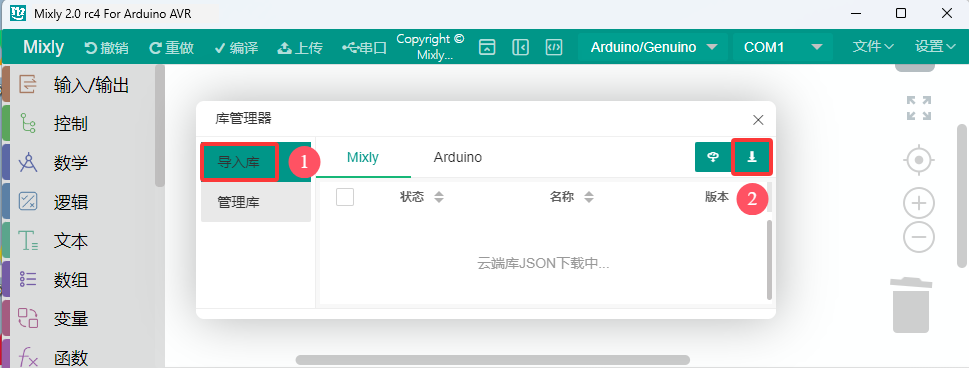 Mixly 2.0 rc4 For Arduino AVR
Mixly 撤销 重做 编译 上传 串口 Copyright © Mixly... Arduino/Genuino COM1 文件 设置
输入/输出
控制
数学
逻辑
文本
数组
变量
函数
库管理器
导入库 1
管理库
Mixly Arduino
2
状态 名称 版本
云端库JSON下载中...